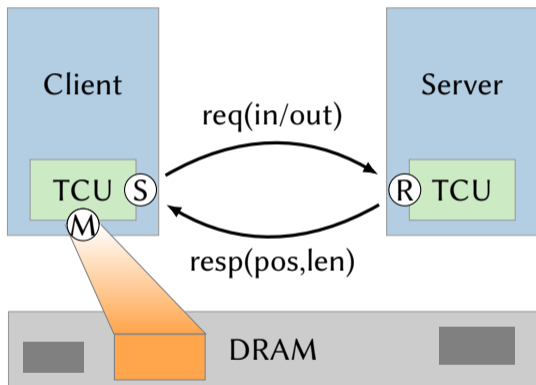 Client
Server
req(in/out)
TCU
S
R
TCU
M
resp(pos,len)
DRAM